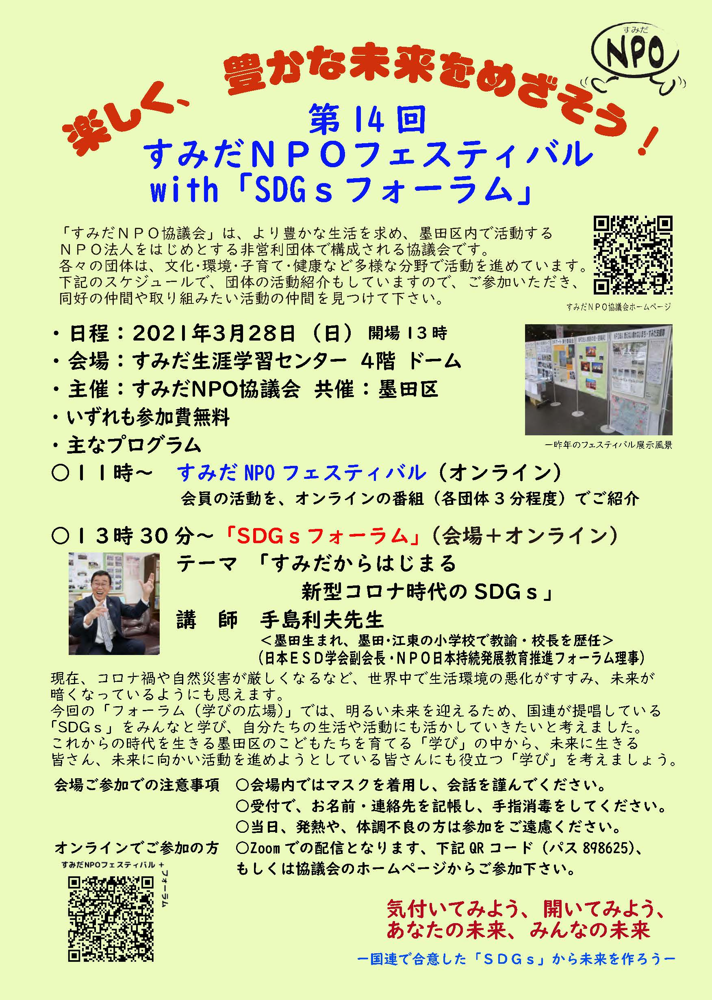 すみだ
NPO
楽しく、豊かな未来をめざそう！
第14回
すみだＮＰＯフェスティバル
with「SDGｓフォーラム」
「すみだＮＰＯ協議会」は、より豊かな生活を求め、墨田区内で活動する
ＮＰＯ法人をはじめとする非営利団体で構成される協議会です。
各々の団体は、文化・環境・子育て・健康など多様な分野で活動を進めています。
下記のスケジュールで、団体の活動紹介もしていますので、ご参加いただき、
同好の仲間や取り組みたい活動の仲間を見つけて下さい。
すみだＮＰＯ協議会ホームページ
・日程：2021年3月28日（日）開場13時
・会場：すみだ生涯学習センター 4階 ドーム
・主催：すみだNPO協議会 共催：墨田区
・いずれも参加費無料
・主なプログラム
一昨年のフェスティバル展示風景
○１１時～ すみだNPOフェスティバル（オンライン）
会員の活動を、オンラインの番組（各団体3分程度）でご紹介
○１３時30分～「SDGｓフォーラム」（会場＋オンライン）
テーマ 「すみだからはじまる
新型コロナ時代のSDGｓ」
講 師 手島利夫先生
＜墨田生まれ、墨田・江東の小学校で教諭・校長を歴任＞
（日本ＥＳＤ学会副会長・ＮＰＯ日本持続発展教育推進フォーラム理事）
現在、コロナ禍や自然災害が厳しくなるなど、世界中で生活環境の悪化がすすみ、未来が
暗くなっているようにも思えます。
今回の「フォーラム（学びの広場）」では、明るい未来を迎えるため、国連が提唱している
「SDGｓ」をみんなと学び、自分たちの生活や活動にも活かしていきたいと考えました。
これからの時代を生きる墨田区のこどもたちを育てる「学び」の中から、未来に生きる
皆さん、未来に向かい活動を進めようとしている皆さんにも役立つ「学び」を考えましょう。
会場ご参加での注意事項 ○会場内ではマスクを着用し、会話を謹んでください。
○受付で、お名前・連絡先を記帳し、手指消毒をしてください。
○当日、発熱や、体調不良の方は参加をご遠慮ください。
オンラインでご参加の方 ○Zoomでの配信となります、下記QRコード（パス898625）、
もしくは協議会のホームページからご参加下さい。
すみだNPOフェスティバル＋
フォーラム
気付いてみよう、開いてみよう、
あなたの未来、みんなの未来
－国連で合意した「ＳＤＧｓ」から未来を作ろう－